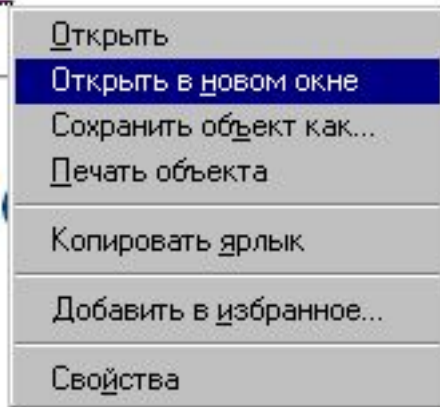 Открыть
Открыть в новом окне
Сохранить объект как...
Печать объекта
Копировать ярлык
Добавить в избранное...
Свойства